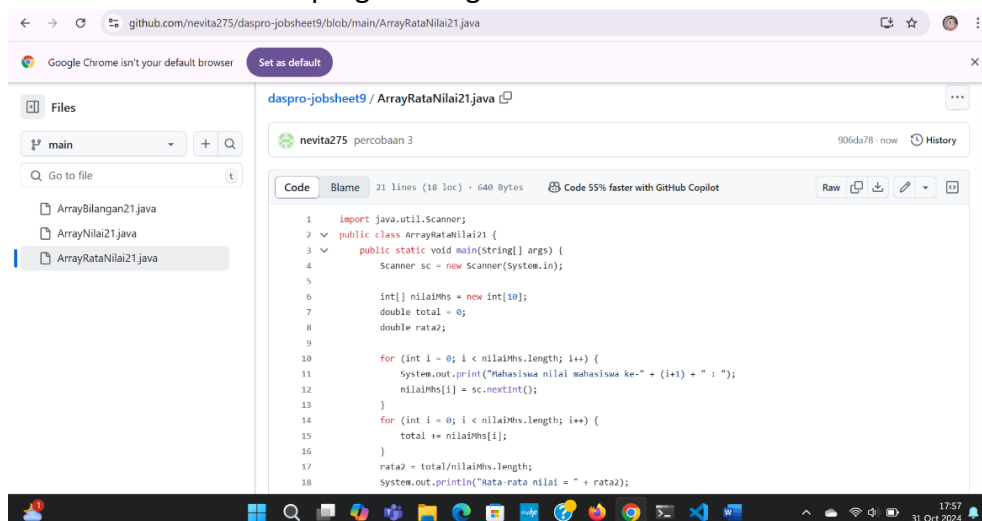 github.com/nevita275/daspro-jobsheet9/blob/main/ArrayRataNilai21.java
Google Chrome isn't your default browser Set as default
Files
daspro-jobsheet9 / ArrayRataNilai21.java
main
nevita275 percobaan 3 906da78 · now History
Go to file t
Code Blame 21 lines (18 loc) · 640 Bytes Code 55% faster with GitHub Copilot Raw
ArrayBilangan21.java
ArrayNilai21.java
ArrayRataNilai21.java
1 import java.util.Scanner;
2 public class ArrayRataNilai21 {
3 public static void main(String[] args) {
4 Scanner sc = new Scanner(System.in);
5
6 int[] nilaiMhs = new int[10];
7 double total = 0;
8 double rata2;
9
10 for (int i = 0; i < nilaiMhs.length; i++) {
11 System.out.print("Mahasiswa nilai mahasiswa ke-" + (i+1) + " : ");
12 nilaiMhs[i] = sc.nextInt();
13 }
14 for (int i = 0; i < nilaiMhs.length; i++) {
15 total += nilaiMhs[i];
16 }
17 rata2 = total/nilaiMhs.length;
18 System.out.println("Rata-rata nilai = " + rata2);
17:57
31 Oct 2024